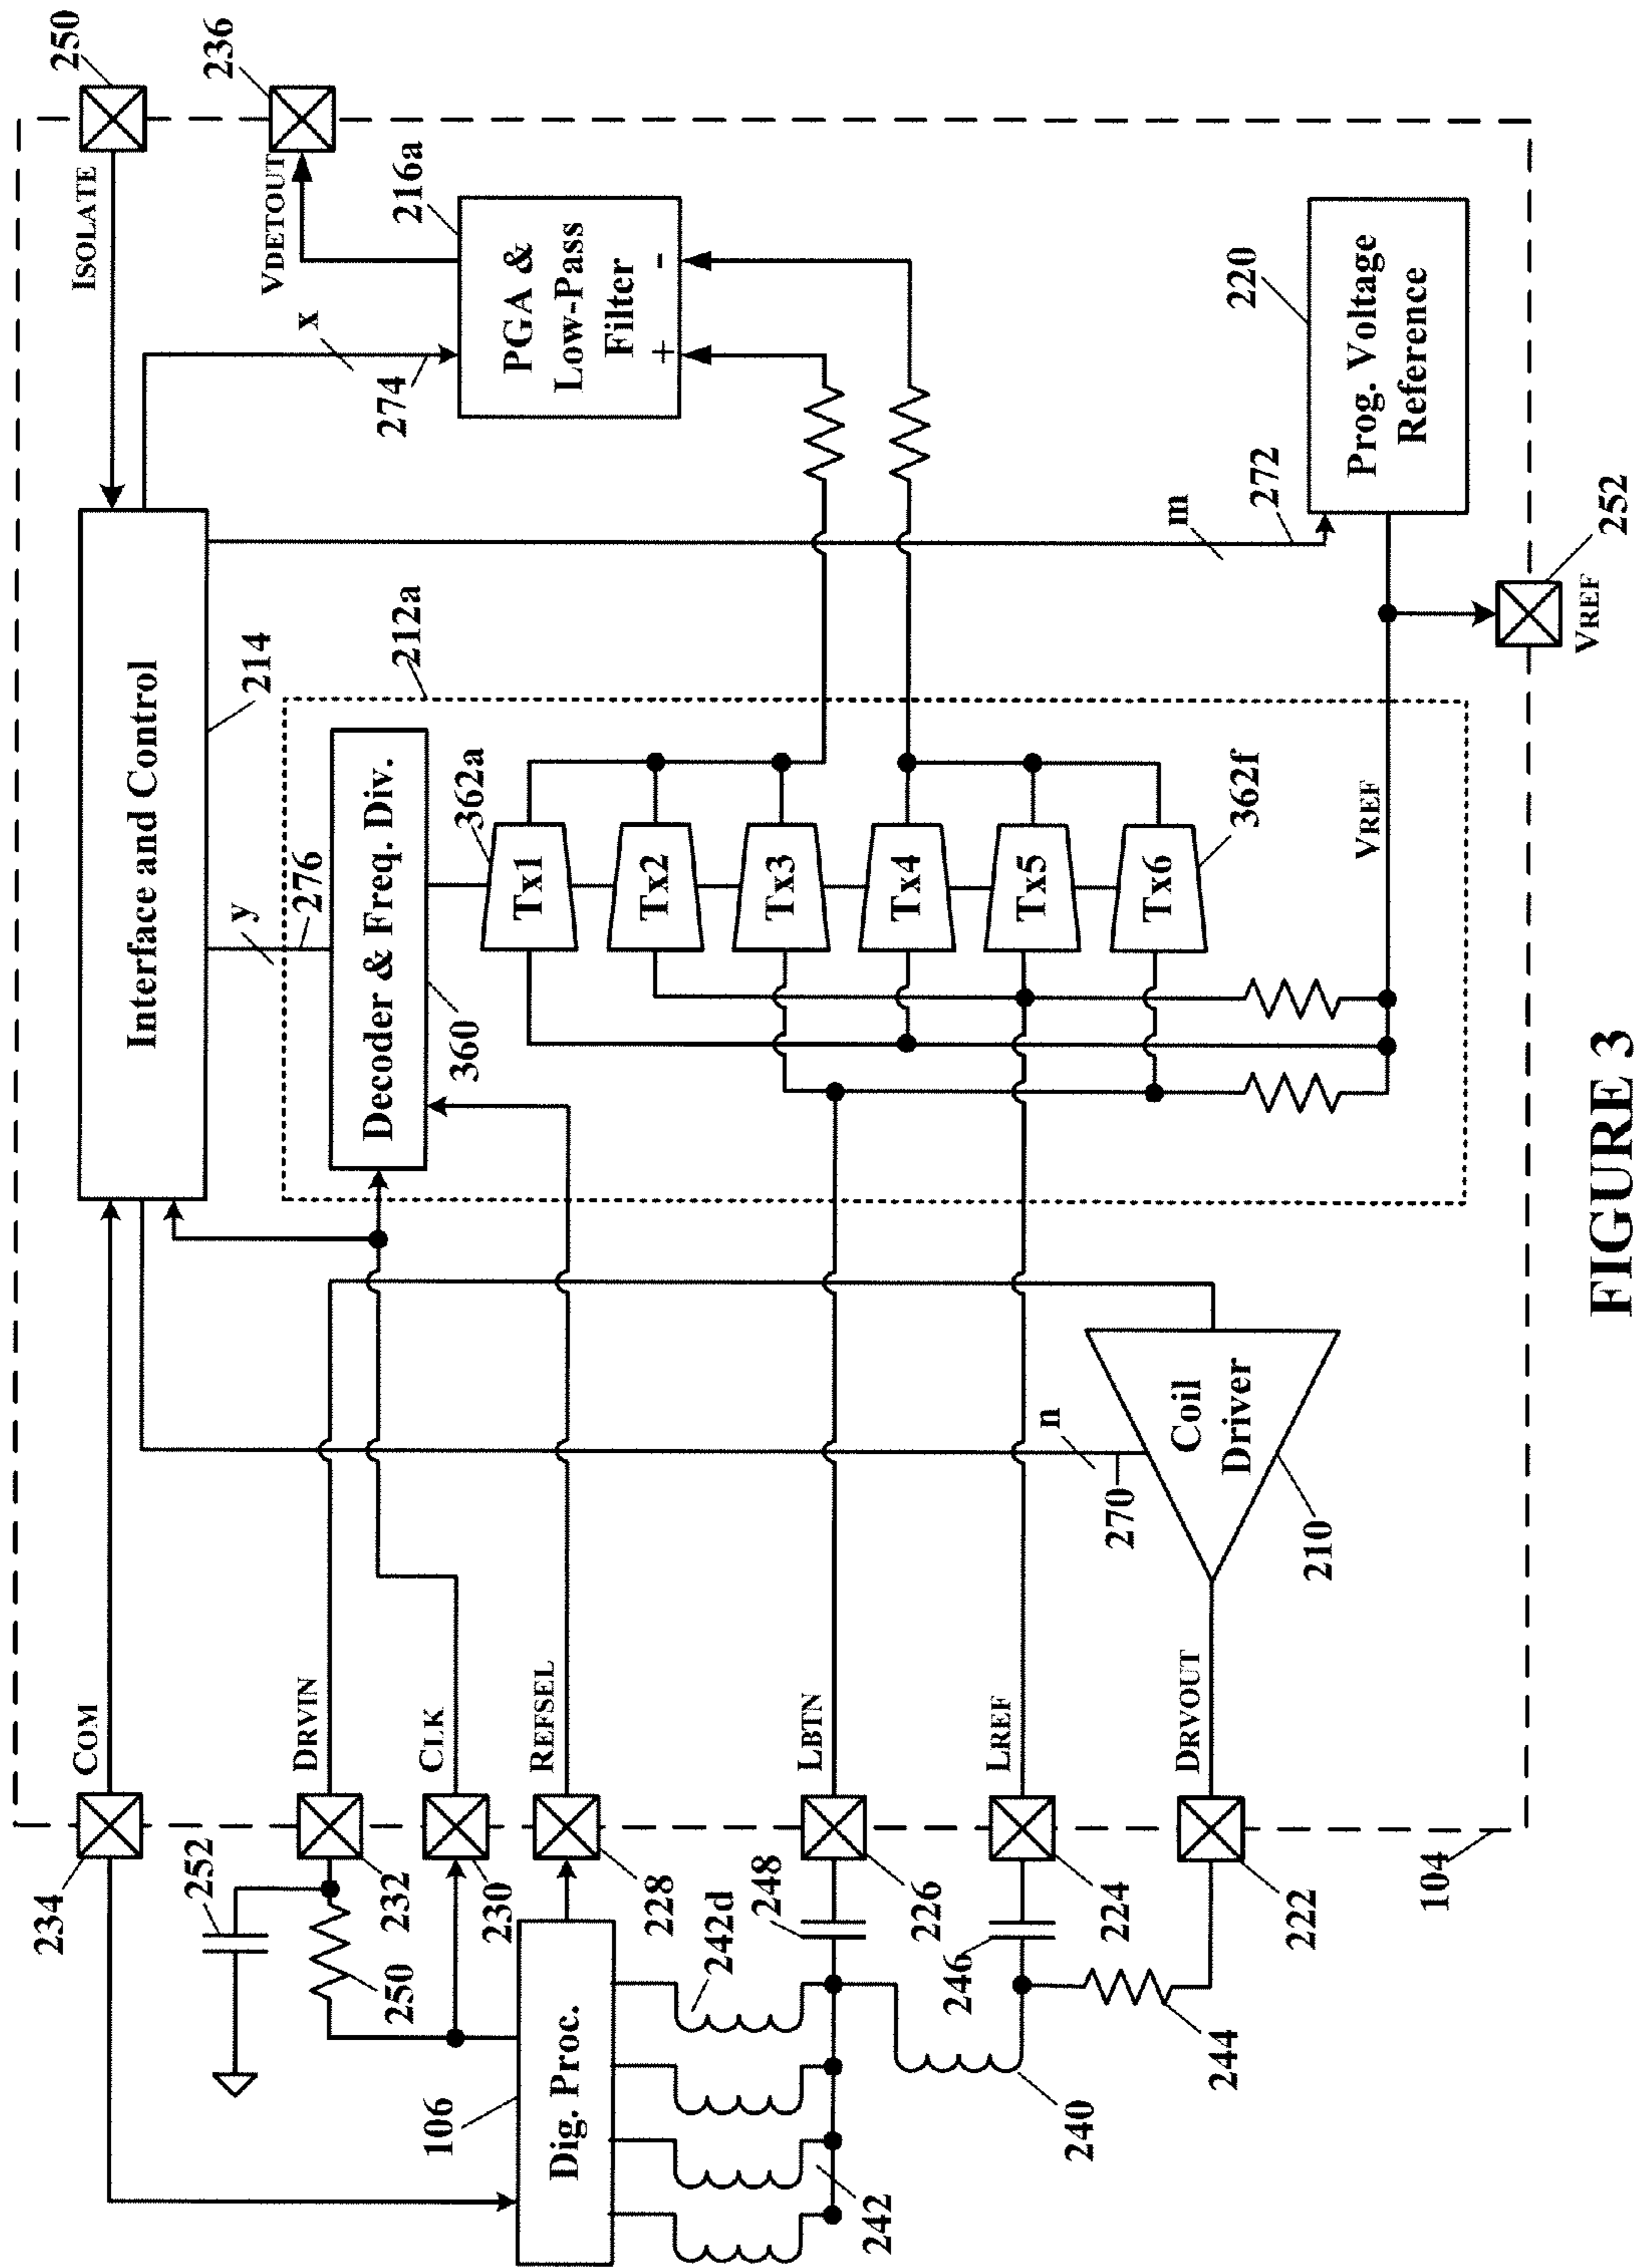 COM
234
252
DRVIN
232
250
CLK
230
REFSEL
228
106
Dig. Proc.
242d
248
LBTN
226
242
246
LREF
224
240
244
DRVOUT
222
104
n
270
Coil
Driver
210
Interface and Control
214
y
276
212a
Decoder & Freq. Div.
360
362a
Tx1
Tx2
Tx3
Tx4
Tx5
Tx6
362f
VREF
ISOLATE
250
VDETOUT
236
x
274
216a
PGA &
Low-Pass
Filter
+ -
m
272
220
Prog. Voltage
Reference
252
VREF
FIGURE 3